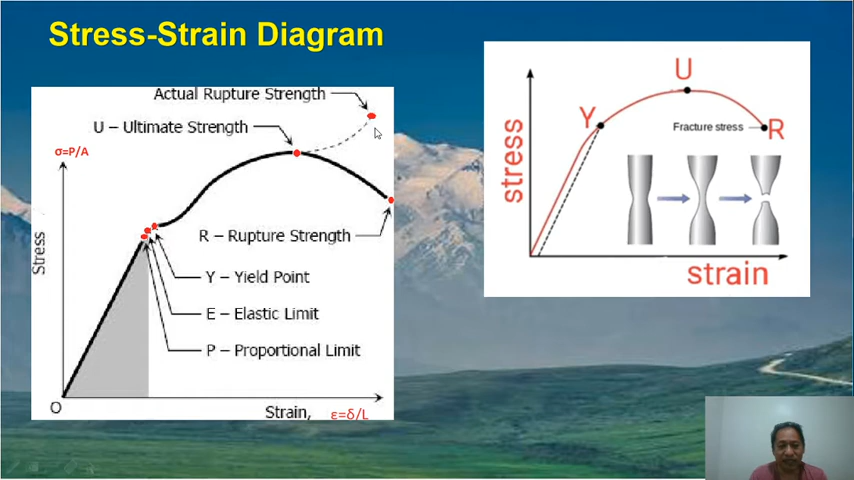 Stress-Strain Diagram
Actual Rupture Strength
U – Ultimate Strength
σ=P/A
R – Rupture Strength
Y – Yield Point
E – Elastic Limit
P – Proportional Limit
Stress
O
Strain, ε=δ/L
U
Y
Fracture stress
R
stress
strain